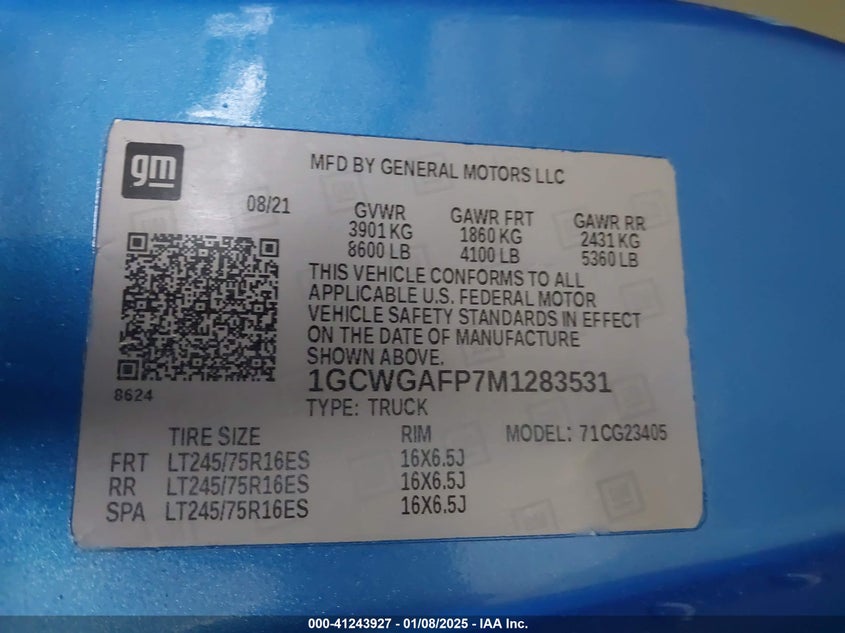 gm
MFD BY GENERAL MOTORS LLC
08/21
GVWR GAWR FRT GAWR RR
3901 KG 1860 KG 2431 KG
8600 LB 4100 LB 5360 LB
THIS VEHICLE CONFORMS TO ALL
APPLICABLE U.S. FEDERAL MOTOR
VEHICLE SAFETY STANDARDS IN EFFECT
ON THE DATE OF MANUFACTURE
SHOWN ABOVE.
1GCWGAFP7M1283531
8624
TYPE: TRUCK
TIRE SIZE RIM MODEL: 71CG23405
FRT LT245/75R16ES 16X6.5J
RR LT245/75R16ES 16X6.5J
SPA LT245/75R16ES 16X6.5J
000-41243927 - 01/08/2025 - IAA Inc.